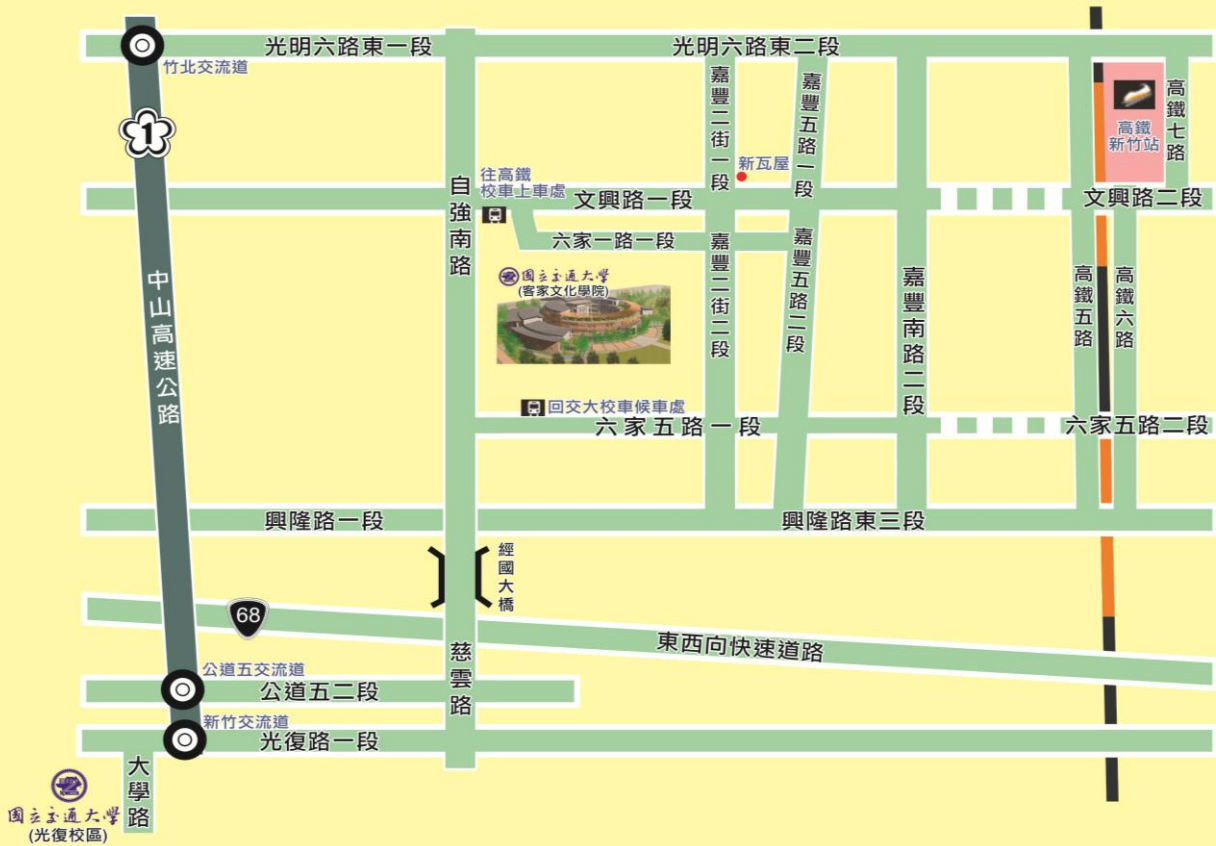 光明六路東一段
光明六路東二段
竹北交流道
1
嘉豐二街一段
嘉豐五路一段
高鐵
新竹站
高鐵七路
新瓦屋
往高鐵
校車上車處
自強南路
文興路一段
文興路二段
六家一路一段
嘉豐二街二段
嘉豐五路二段
嘉豐南路二段
高鐵五路
高鐵六路
國立交通大學
(客家文化學院)
中山高速公路
回交大校車候車處
六家五路一段
六家五路二段
興隆路一段
興隆路東三段
經國大橋
68
東西向快速道路
慈雲路
公道五交流道
公道五二段
新竹交流道
光復路一段
大學路
國立交通大學
(光復校區)